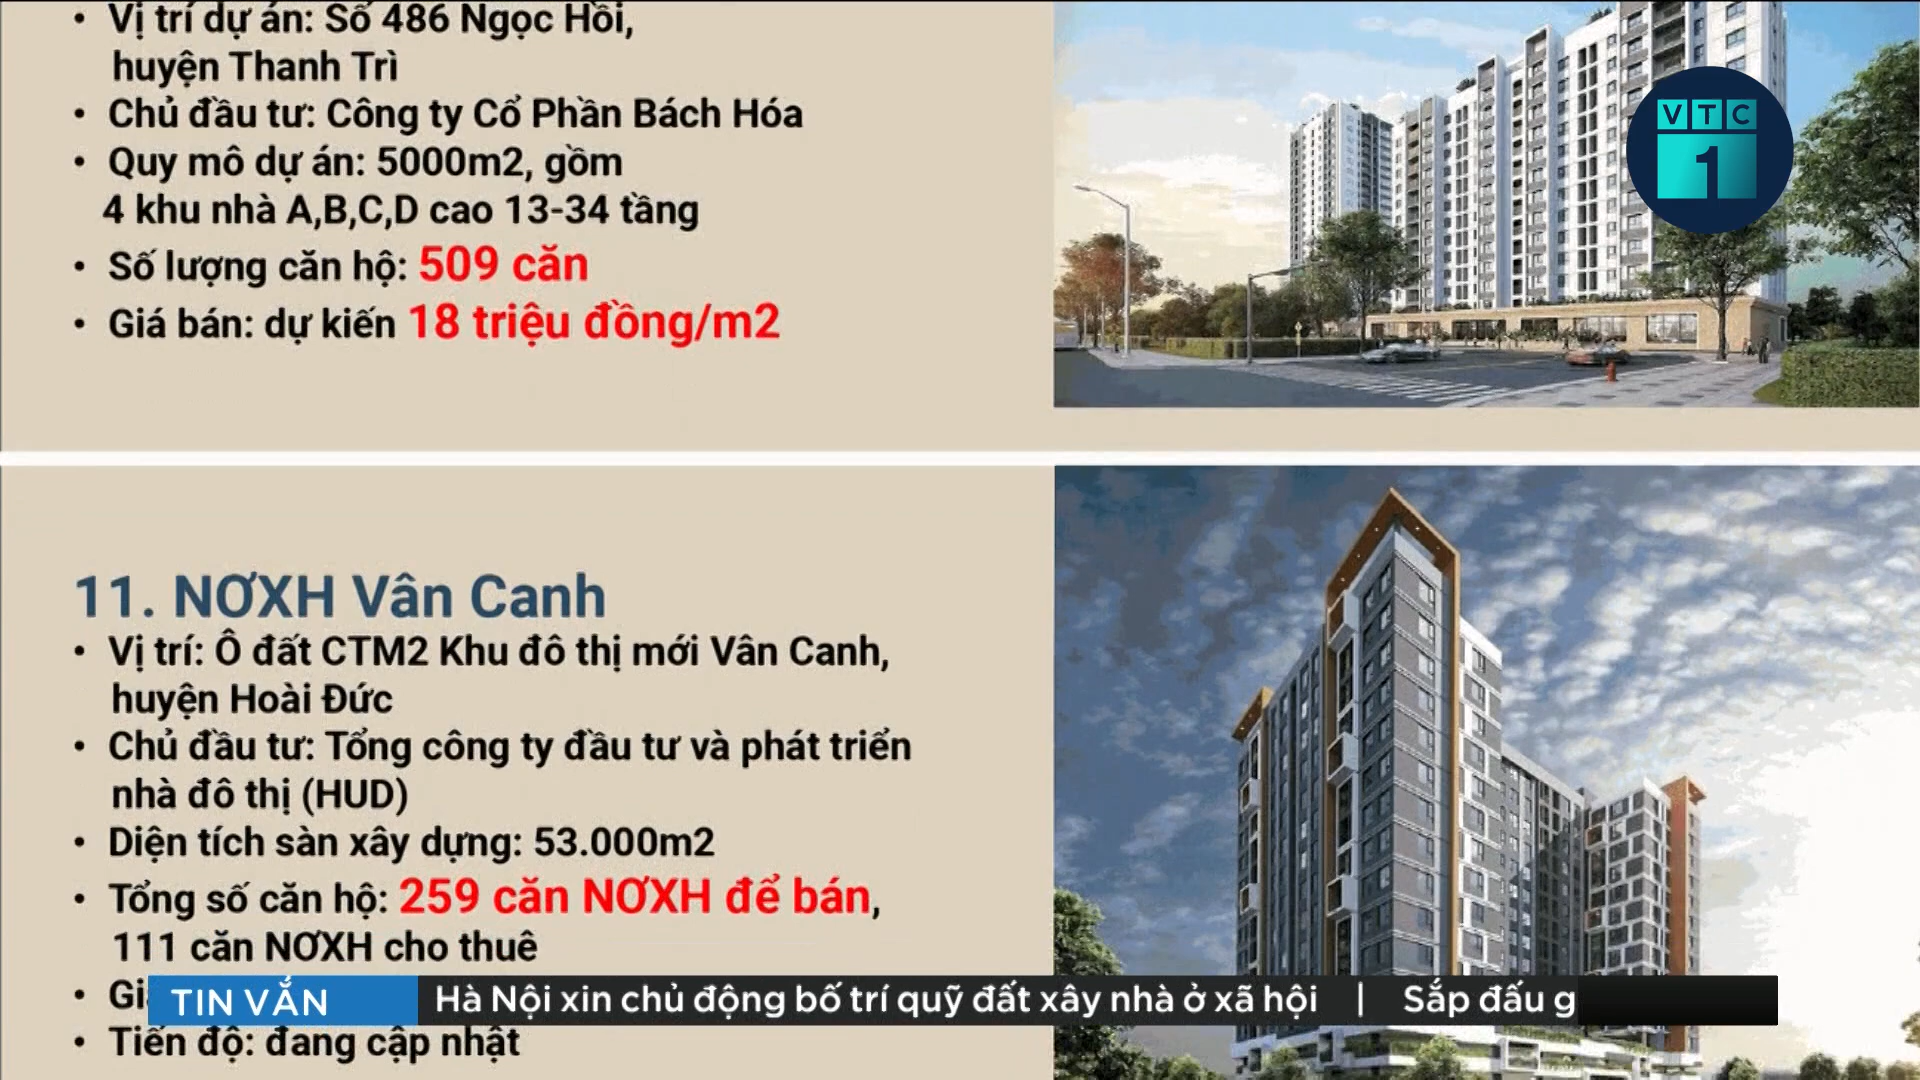 • Vị trí dự án: Số 486 Ngọc Hồi,
huyện Thanh Trì
• Chủ đầu tư: Công ty Cổ Phần Bách Hóa
• Quy mô dự án: 5000m2, gồm
4 khu nhà A,B,C,D cao 13-34 tầng
• Số lượng căn hộ: 509 căn
• Giá bán: dự kiến 18 triệu đồng/m2
VTC
1
11. NƠXH Vân Canh
• Vị trí: Ô đất CTM2 Khu đô thị mới Vân Canh,
huyện Hoài Đức
• Chủ đầu tư: Tổng công ty đầu tư và phát triển
nhà đô thị (HUD)
• Diện tích sàn xây dựng: 53.000m2
• Tổng số căn hộ: 259 căn NƠXH để bán,
111 căn NƠXH cho thuê
TIN VẮN
Hà Nội xin chủ động bố trí quỹ đất xây nhà ở xã hội | Sắp đấu g
• Tiến độ: đang cập nhật